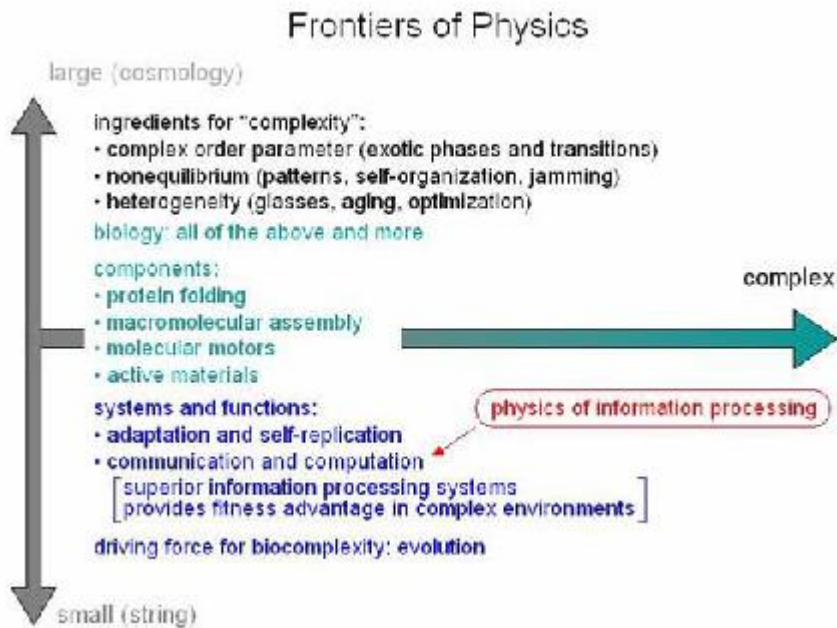 Frontiers of Physics
large (cosmology)
ingredients for "complexity":
• complex order parameter (exotic phases and transitions)
• nonequilibrium (patterns, self-organization, jamming)
• heterogeneity (glasses, aging, optimization)
biology: all of the above and more
components:
• protein folding
• macromolecular assembly
• molecular motors
• active materials
complex
systems and functions:
• adaptation and self-replication
• communication and computation
[superior information processing systems
provides fitness advantage in complex environments]
physics of information processing
driving force for biocomplexity: evolution
small (string)